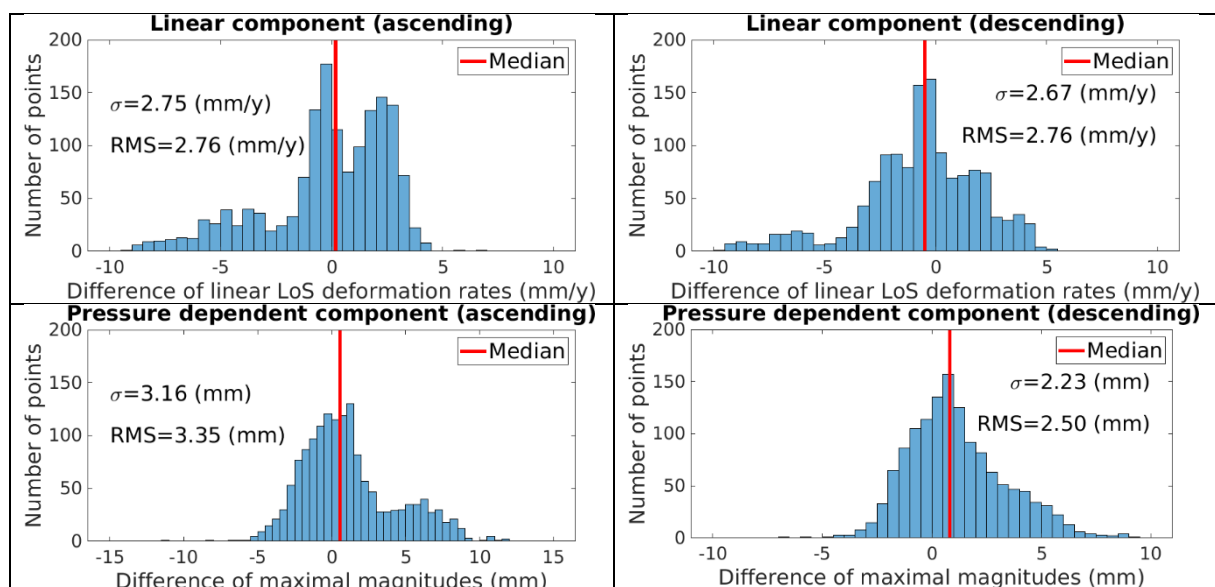 Linear component (ascending)
200
150
100
50
0
Number of points
Median
σ=2.75 (mm/y)
RMS=2.76 (mm/y)
-10 -5 0 5 10
Difference of linear LoS deformation rates (mm/y)
Linear component (descending)
200
150
100
50
0
Number of points
Median
σ=2.67 (mm/y)
RMS=2.76 (mm/y)
-10 -5 0 5 10
Difference of linear LoS deformation rates (mm/y)
Pressure dependent component (ascending)
200
150
100
50
0
Number of points
Median
σ=3.16 (mm)
RMS=3.35 (mm)
-15 -10 -5 0 5 10 15
Difference of maximal magnitudes (mm)
Pressure dependent component (descending)
200
150
100
50
0
Number of points
Median
σ=2.23 (mm)
RMS=2.50 (mm)
-10 -5 0 5 10
Difference of maximal magnitudes (mm)